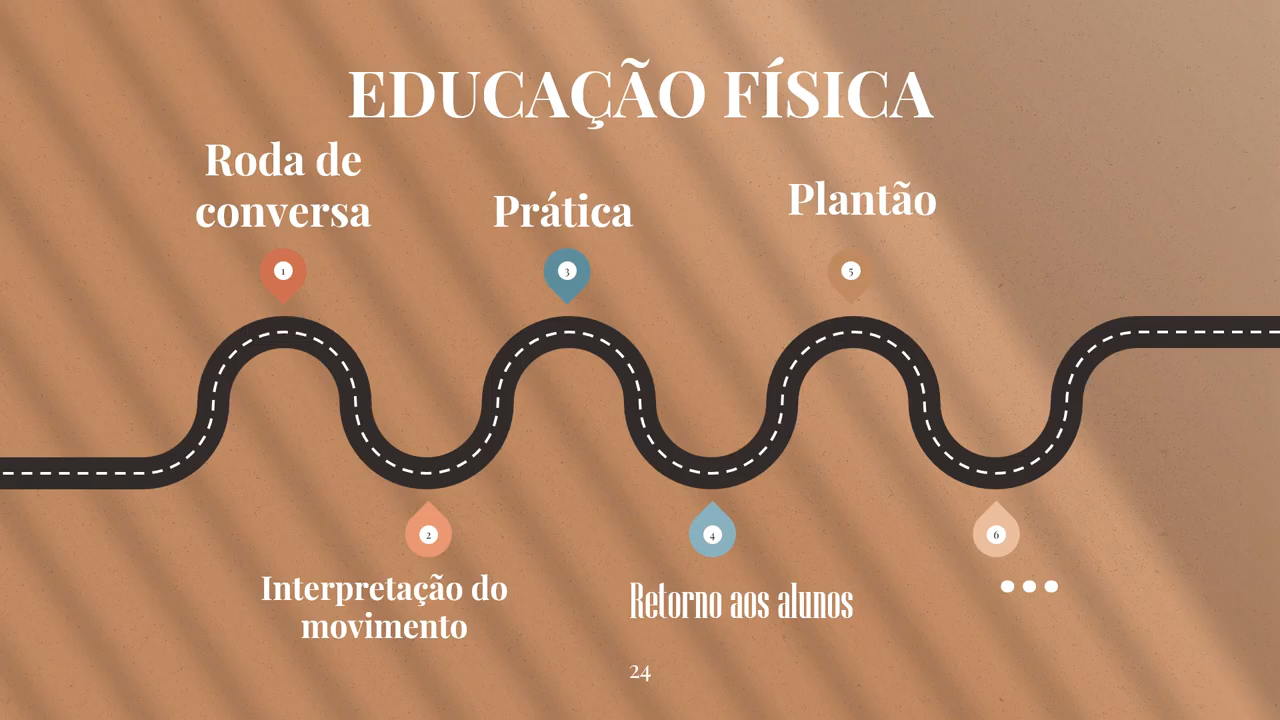 EDUCAÇÃO FÍSICA
Roda de
conversa
Prática
Plantão
1
3
5
2
4
6
Interpretação do
movimento
Retorno aos alunos
...
24